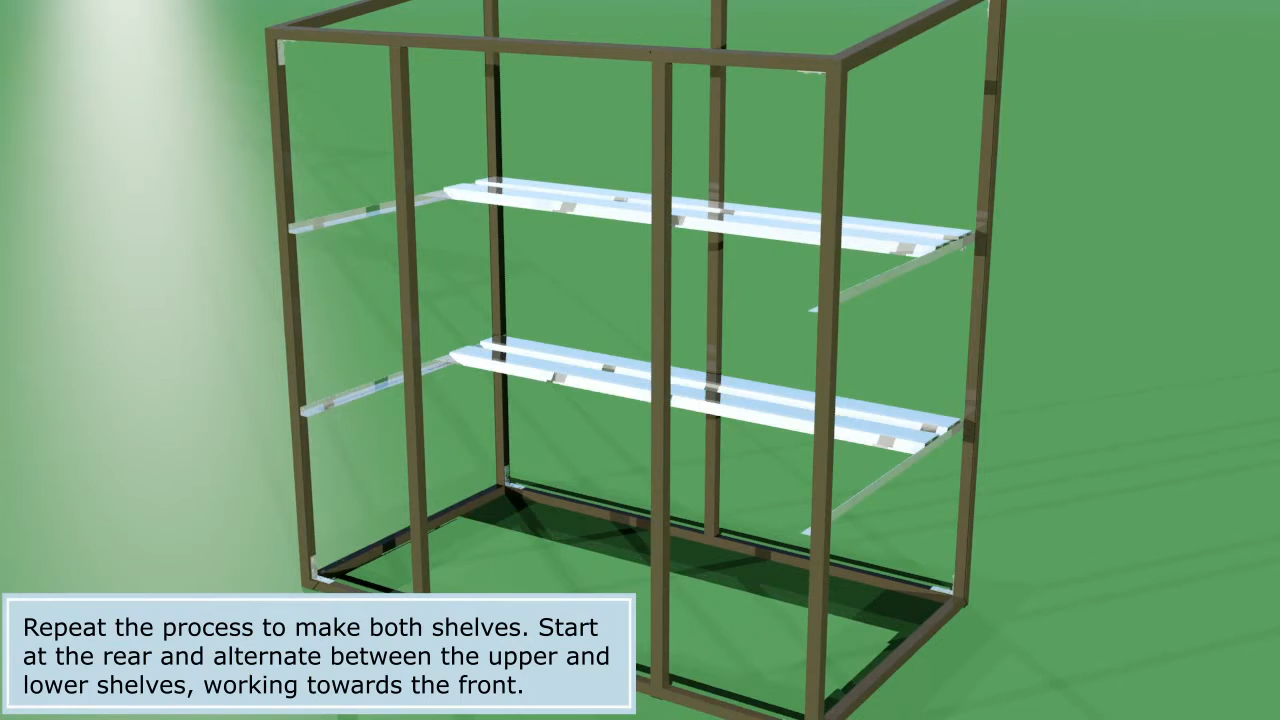 Repeat the process to make both shelves. Start
at the rear and alternate between the upper and
lower shelves, working towards the front.